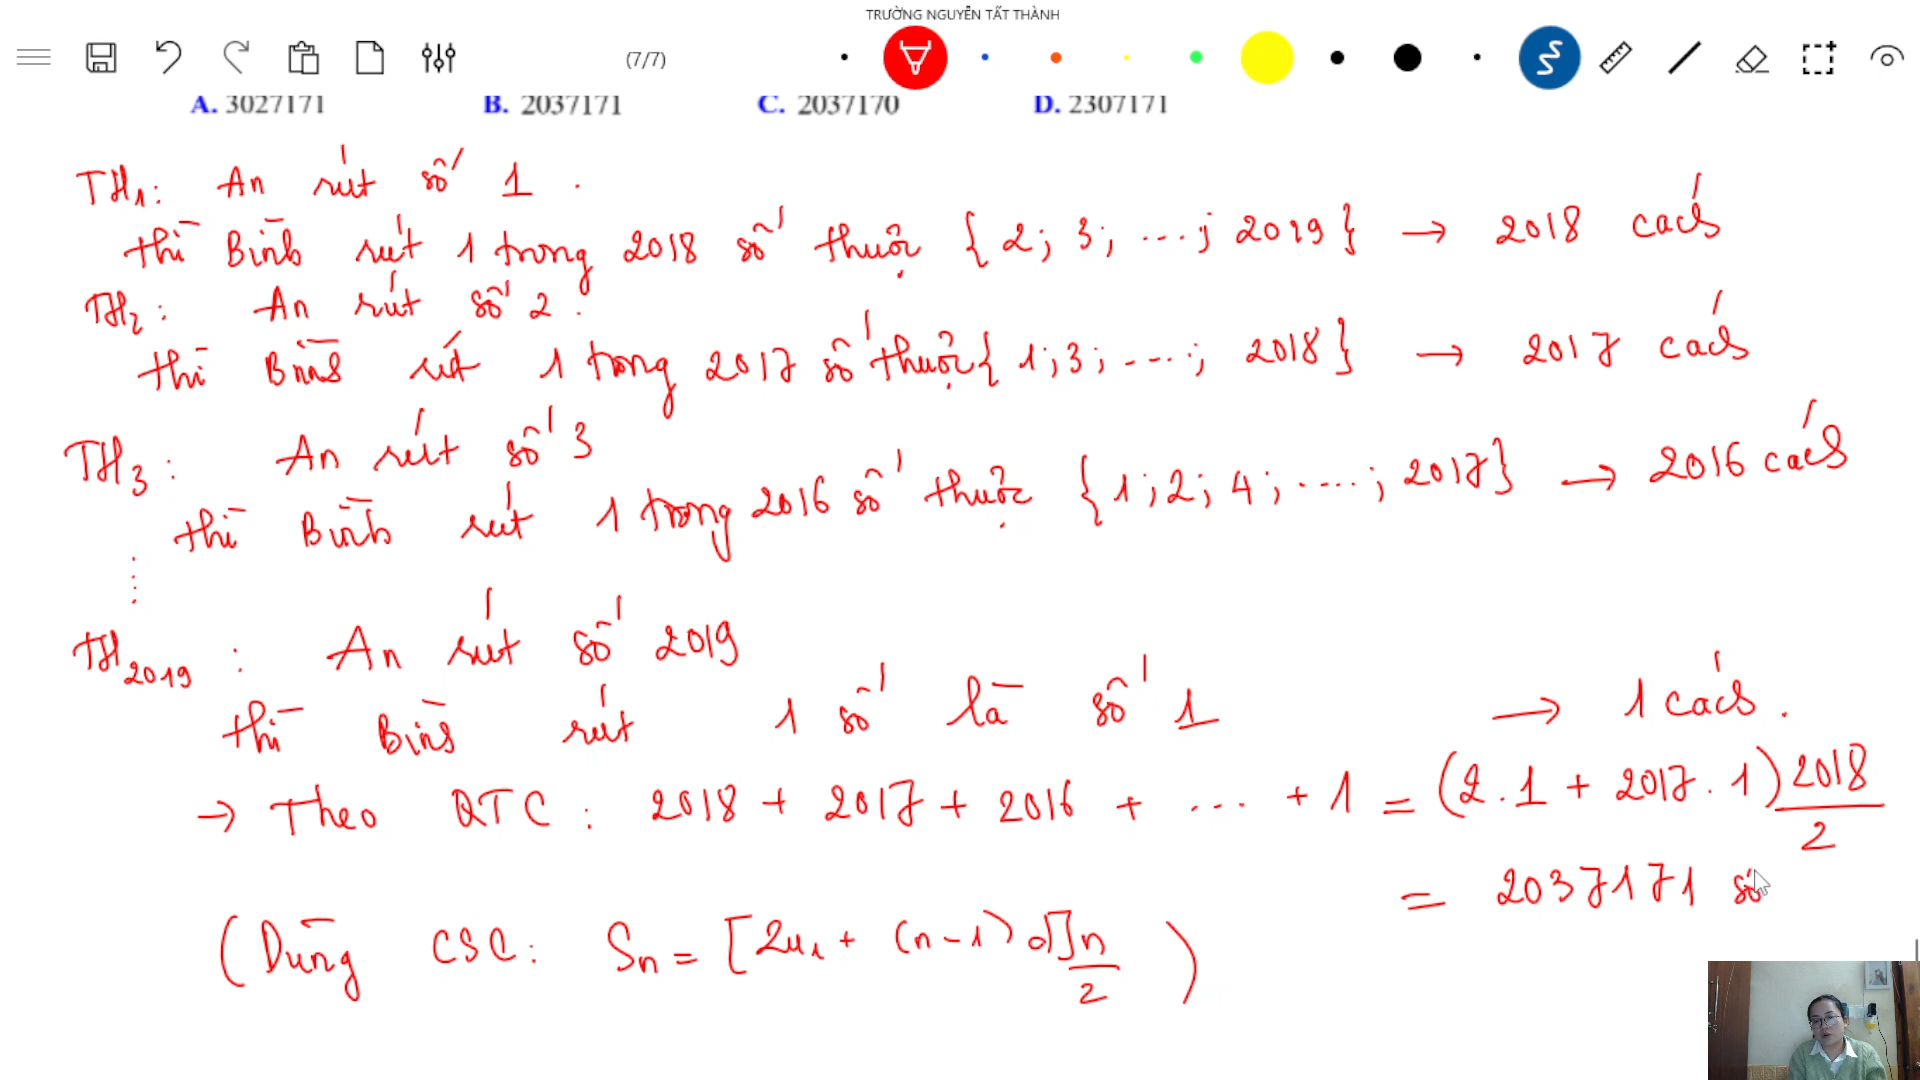 TRƯỜNG NGUYỄN TẤT THÀNH
(7/7)
A. 3027171 B. 2037171 C. 2037170 D. 2307171
TH1: An rút số 1.
thì Bình rút 1 trong 2018 số thuộc {2; 3; ...; 2019} → 2018 cách
TH2: An rút số 2.
thì Bình rút 1 trong 2017 số thuộc {1; 3; ....; 2018} → 2017 cách
TH3: An rút số 3
thì Bình rút 1 trong 2016 số thuộc {1; 2; 4; ....; 2017} → 2016 cách
⋮
TH2019: An rút số 2019
thì Bình rút 1 số là số 1 → 1 cách.
→ Theo QTC: 2018 + 2017 + 2016 + ... + 1 = (2.1 + 2017.1) 2018/2
= 2037171 số
(Dùng CSC: Sn = [2u1 + (n-1)d] n/2)